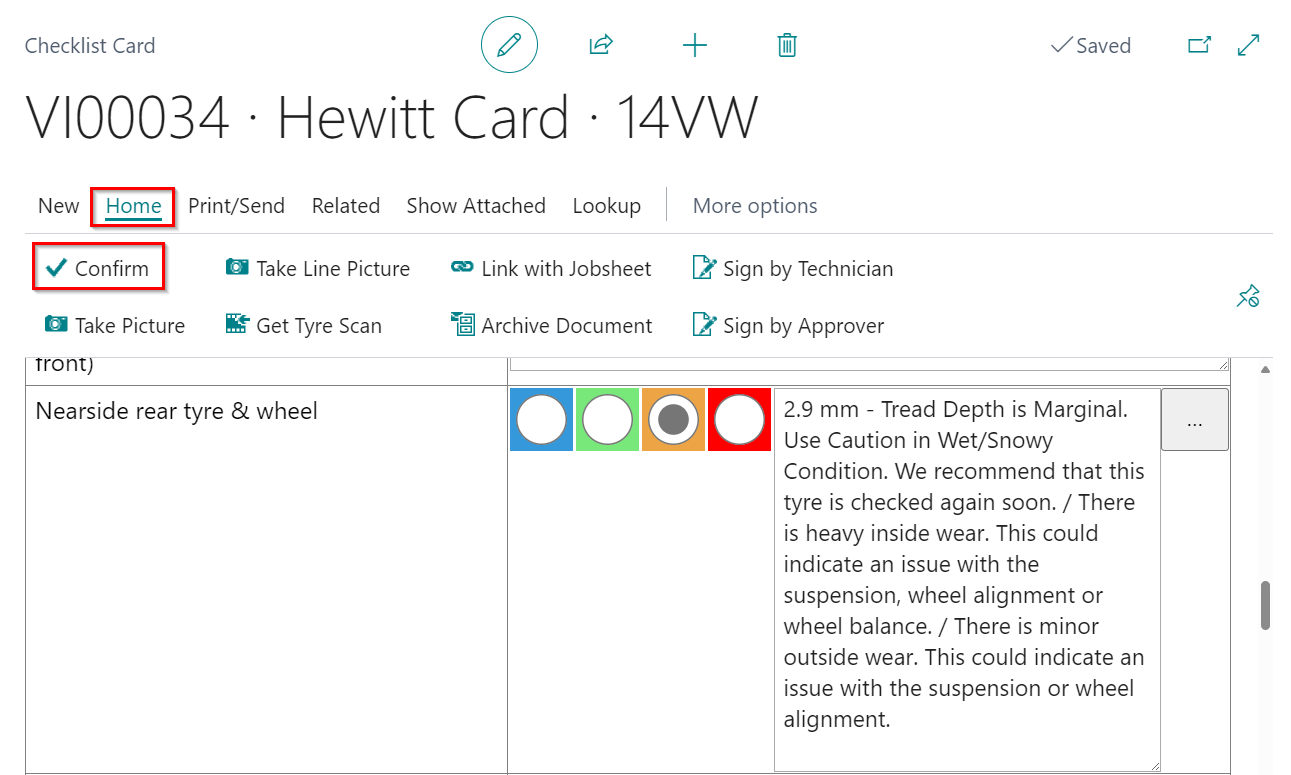 Checklist Card
Saved
VI00034 · Hewitt Card · 14VW
New Home Print/Send Related Show Attached Lookup More options
Confirm Take Line Picture Link with Jobsheet Sign by Technician
Take Picture Get Tyre Scan Archive Document Sign by Approver
front)
Nearside rear tyre & wheel
2.9 mm - Tread Depth is Marginal.
Use Caution in Wet/Snowy
Condition. We recommend that this
tyre is checked again soon. / There
is heavy inside wear. This could
indicate an issue with the
suspension, wheel alignment or
wheel balance. / There is minor
outside wear. This could indicate an
issue with the suspension or wheel
alignment.
...